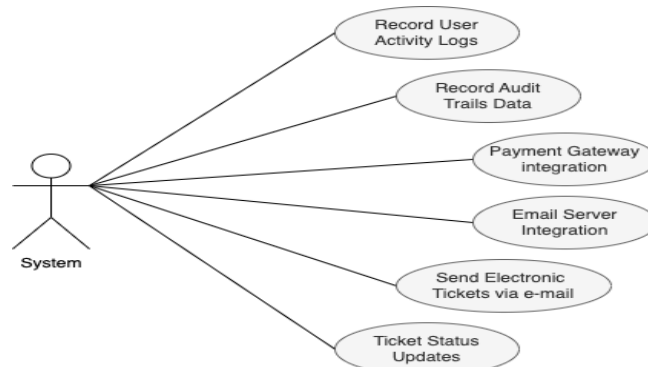 Record User
Activity Logs
Record Audit
Trails Data
Payment Gateway
integration
Email Server
Integration
System
Send Electronic
Tickets via e-mail
Ticket Status
Updates